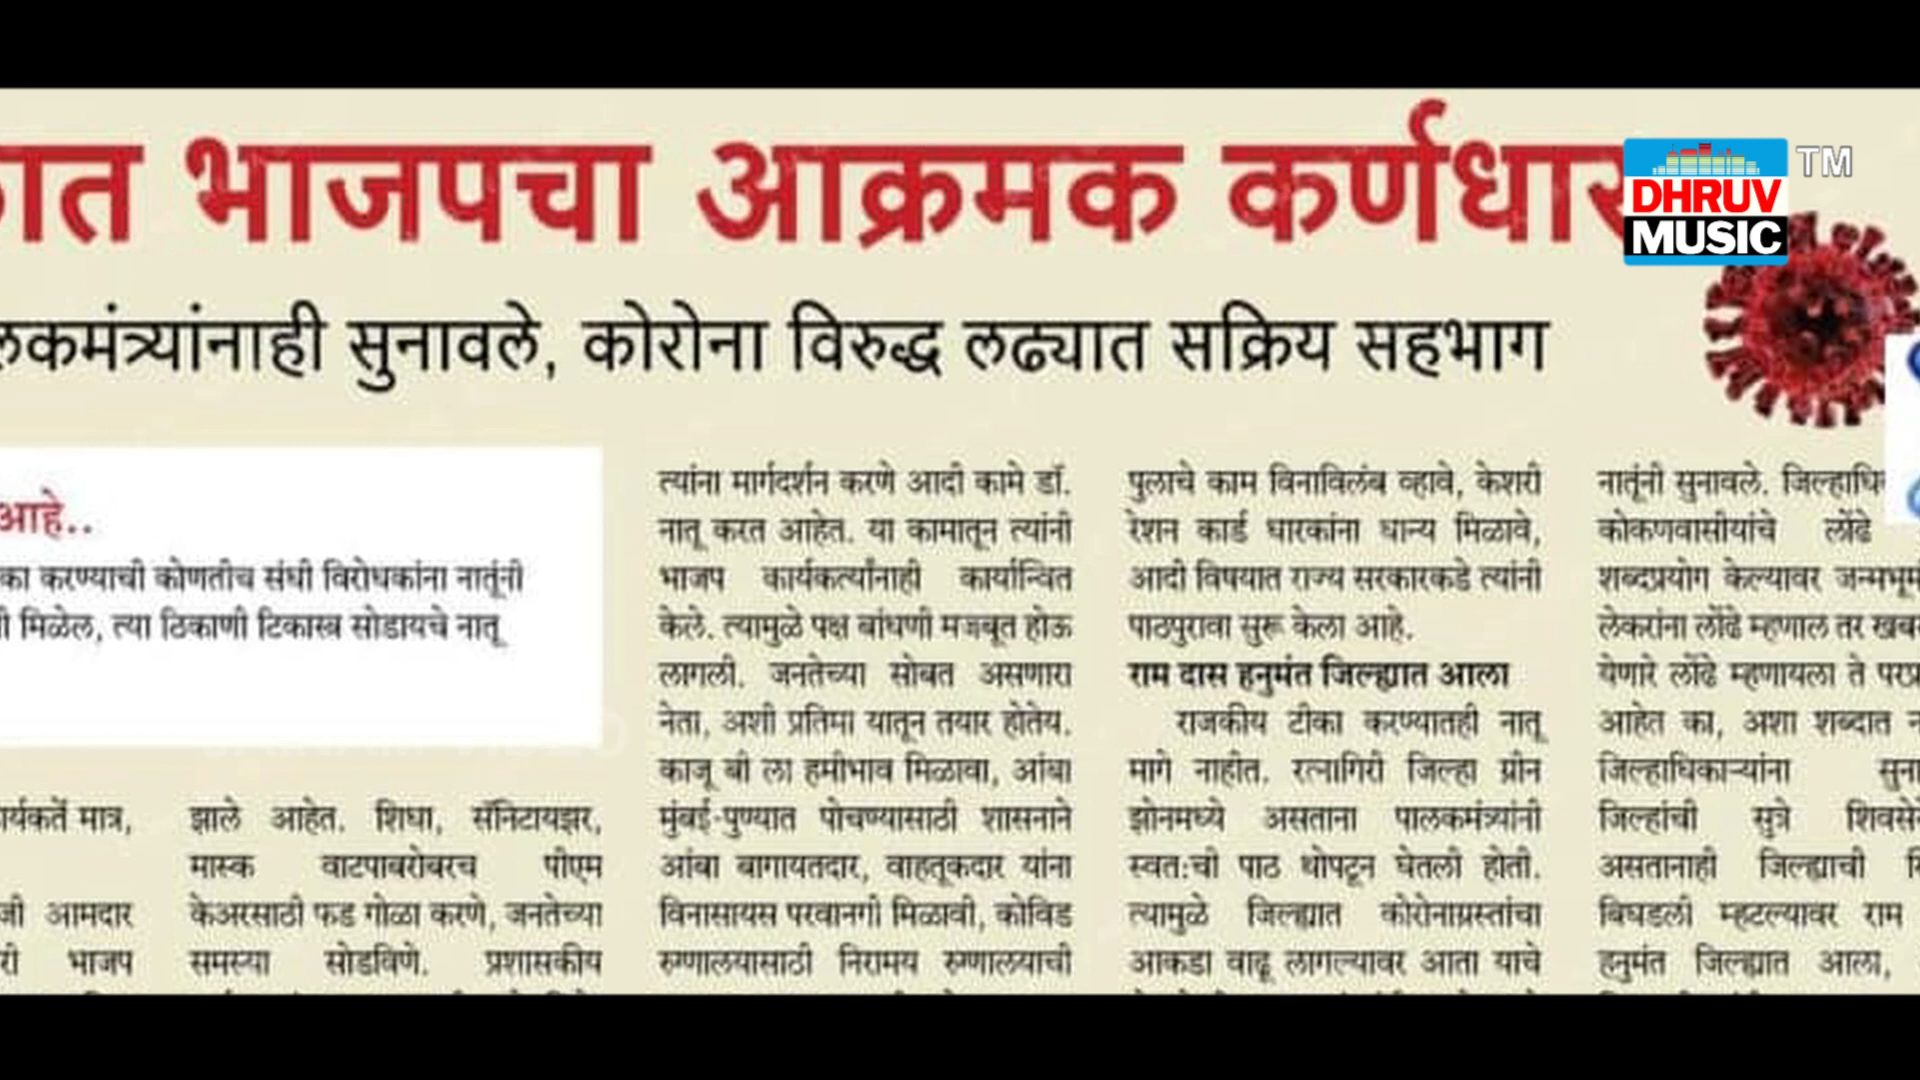 भाजपचा आक्रमक कर्णधार
DHRUV
MUSIC
TM
लकमंत्र्यांनाही सुनावले, कोरोना विरुद्ध लढ्यात सक्रिय सहभाग
आहे..
का करण्याची कोणतीच संधी विरोधकांना नातूंनी
मिळेल, त्या ठिकाणी टिकास्त्र सोडायचे नातू
र्यकर्ते मात्र,
आमदार
भाजप
झाले आहेत. शिधा, सॅनिटायझर,
मास्क वाटपाबरोबरच पीएम
केअरसाठी फड गोळा करणे, जनतेच्या
समस्या सोडविणे. प्रशासकीय
त्यांना मार्गदर्शन करणे आदी कामे डॉ.
नातू करत आहेत. या कामातून त्यांनी
भाजप कार्यकर्त्यांनाही कार्यान्वित
केले. त्यामुळे पक्ष बांधणी मजबूत होऊ
लागली. जनतेच्या सोबत असणारा
नेता, अशी प्रतिमा यातून तयार होतेय.
काजू बी ला हमीभाव मिळावा, आंबा
मुंबई-पुण्यात पोचण्यासाठी शासनाने
आंबा बागायतदार, वाहतूकदार यांना
विनासायस परवानगी मिळावी, कोविड
रुग्णालयासाठी निरामय रुग्णालयाची
पुलाचे काम विनाविलंब व्हावे, केशरी
रेशन कार्ड धारकांना धान्य मिळावे,
आदी विषयात राज्य सरकारकडे त्यांनी
पाठपुरावा सुरू केला आहे.
राम दास हनुमंत जिल्ह्यात आला
राजकीय टीका करण्यातही नातू
मागे नाहीत. रत्नागिरी जिल्हा ग्रीन
झोनमध्ये असताना पालकमंत्र्यांनी
स्वत:ची पाठ थोपटून घेतली होती.
त्यामुळे जिल्ह्यात कोरोनाग्रस्तांचा
आकडा वाढू लागल्यावर आता याचे
नातूंनी सुनावले. जिल्हाधि
कोकणवासीयांचे लोंढे
शब्दप्रयोग केल्यावर जन्मभूमी
लेकरांना लोंढे म्हणाल तर खब
येणारे लोंढे म्हणायला ते परप्र
आहेत का, अशा शब्दात
जिल्हाधिकाऱ्यांना सुना
जिल्हांची सुत्रे शिवसे
असतानाही जिल्ह्याची
बिघडली म्हटल्यावर राम
हनुमंत जिल्ह्यात आला,